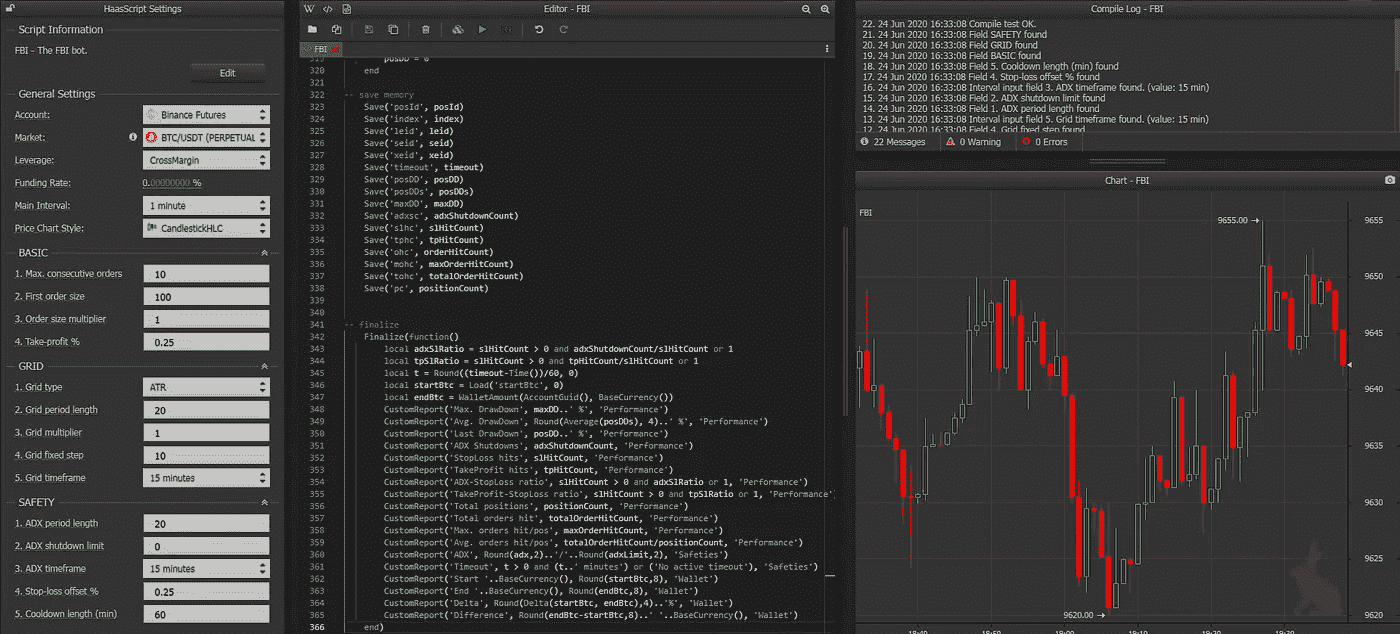 HaasScript Settings
Script Information
FBI - The FBI bot.
Edit
General Settings
Account: Binance Futures
Market: BTC/USDT (PERPETUAL
Leverage: CrossMargin
Funding Rate: 0.00000000 %
Main Interval: 1 minute
Price Chart Style: CandlestickHLC
BASIC
1. Max. consecutive orders 10
2. First order size 100
3. Order size multiplier 1
4. Take-profit % 0.25
GRID
1. Grid type ATR
2. Grid period length 20
3. Grid multiplier 1
4. Grid fixed step 10
5. Grid timeframe 15 minutes
SAFETY
1. ADX period length 20
2. ADX shutdown limit 0
3. ADX timeframe 15 minutes
4. Stop-loss offset % 0.25
5. Cooldown length (min) 60
W </> Editor - FBI
FBI
319 posDD = 0
320 end
321
322 -- save memory
323 Save('posId', posId)
324 Save('index', index)
325 Save('leid', leid)
326 Save('seid', seid)
327 Save('xeid', xeid)
328 Save('timeout', timeout)
329 Save('posDD', posDD)
330 Save('posDDs', posDDs)
331 Save('maxDD', maxDD)
332 Save('adxsc', adxShutdownCount)
333 Save('slhc', slHitCount)
334 Save('tphc', tpHitCount)
335 Save('ohc', orderHitCount)
336 Save('mohc', maxOrderHitCount)
337 Save('tohc', totalOrderHitCount)
338 Save('pc', positionCount)
339
340
341 -- finalize
342 Finalize(function()
343 local adxSlRatio = slHitCount > 0 and adxShutdownCount/slHitCount or 1
344 local tpSlRatio = slHitCount > 0 and tpHitCount/slHitCount or 1
345 local t = Round((timeout-Time())/60, 0)
346 local startBtc = Load('startBtc', 0)
347 local endBtc = WalletAmount(AccountGuid(), BaseCurrency())
348 CustomReport('Max. DrawDown', maxDD..' %', 'Performance')
349 CustomReport('Avg. DrawDown', Round(Average(posDDs), 4)..' %', 'Performance')
350 CustomReport('Last DrawDown', posDD..' %', 'Performance')
351 CustomReport('ADX Shutdowns', adxShutdownCount, 'Performance')
352 CustomReport('StopLoss hits', slHitCount, 'Performance')
353 CustomReport('TakeProfit hits', tpHitCount, 'Performance')
354 CustomReport('ADX-StopLoss ratio', slHitCount > 0 and adxSlRatio or 1, 'Performance')
355 CustomReport('TakeProfit-StopLoss ratio', slHitCount > 0 and tpSlRatio or 1, 'Performance'
356 CustomReport('Total positions', positionCount, 'Performance')
357 CustomReport('Total orders hit', totalOrderHitCount, 'Performance')
358 CustomReport('Max. orders hit/pos', maxOrderHitCount, 'Performance')
359 CustomReport('Avg. orders hit/pos', totalOrderHitCount/positionCount, 'Performance')
360 CustomReport('ADX', Round(adx,2)..'/'..Round(adxLimit,2), 'Safeties')
361 CustomReport('Timeout', t > 0 and (t..' minutes') or ('No active timeout'), 'Safeties')
362 CustomReport('Start '..BaseCurrency(), Round(startBtc,8), 'Wallet')
363 CustomReport('End '..BaseCurrency(), Round(endBtc,8), 'Wallet')
364 CustomReport('Delta', Round(Delta(startBtc, endBtc),4)..'%', 'Wallet')
365 CustomReport('Difference', Round(endBtc-startBtc,8)..' '..BaseCurrency(), 'Wallet')
366 end)
Compile Log - FBI
22. 24 Jun 2020 16:33:08 Compile test OK.
21. 24 Jun 2020 16:33:08 Field SAFETY found
20. 24 Jun 2020 16:33:08 Field GRID found
19. 24 Jun 2020 16:33:08 Field BASIC found
18. 24 Jun 2020 16:33:08 Field 5. Cooldown length (min) found
17. 24 Jun 2020 16:33:08 Field 4. Stop-loss offset % found
16. 24 Jun 2020 16:33:08 Interval input field 3. ADX timeframe found. (value: 15 min)
15. 24 Jun 2020 16:33:08 Field 2. ADX shutdown limit found
14. 24 Jun 2020 16:33:08 Field 1. ADX period length found
13. 24 Jun 2020 16:33:08 Interval input field 5. Grid timeframe found. (value: 15 min)
12. 24 Jun 2020 16:33:08 Field 4. Grid fixed step found
22 Messages 0 Warning 0 Errors
Chart - FBI
FBI
9655.00
9655
9650
9645
9640
9635
9630
9625
9620.00
9620
18:40 18:50 19:00 19:10 19:20 19:30